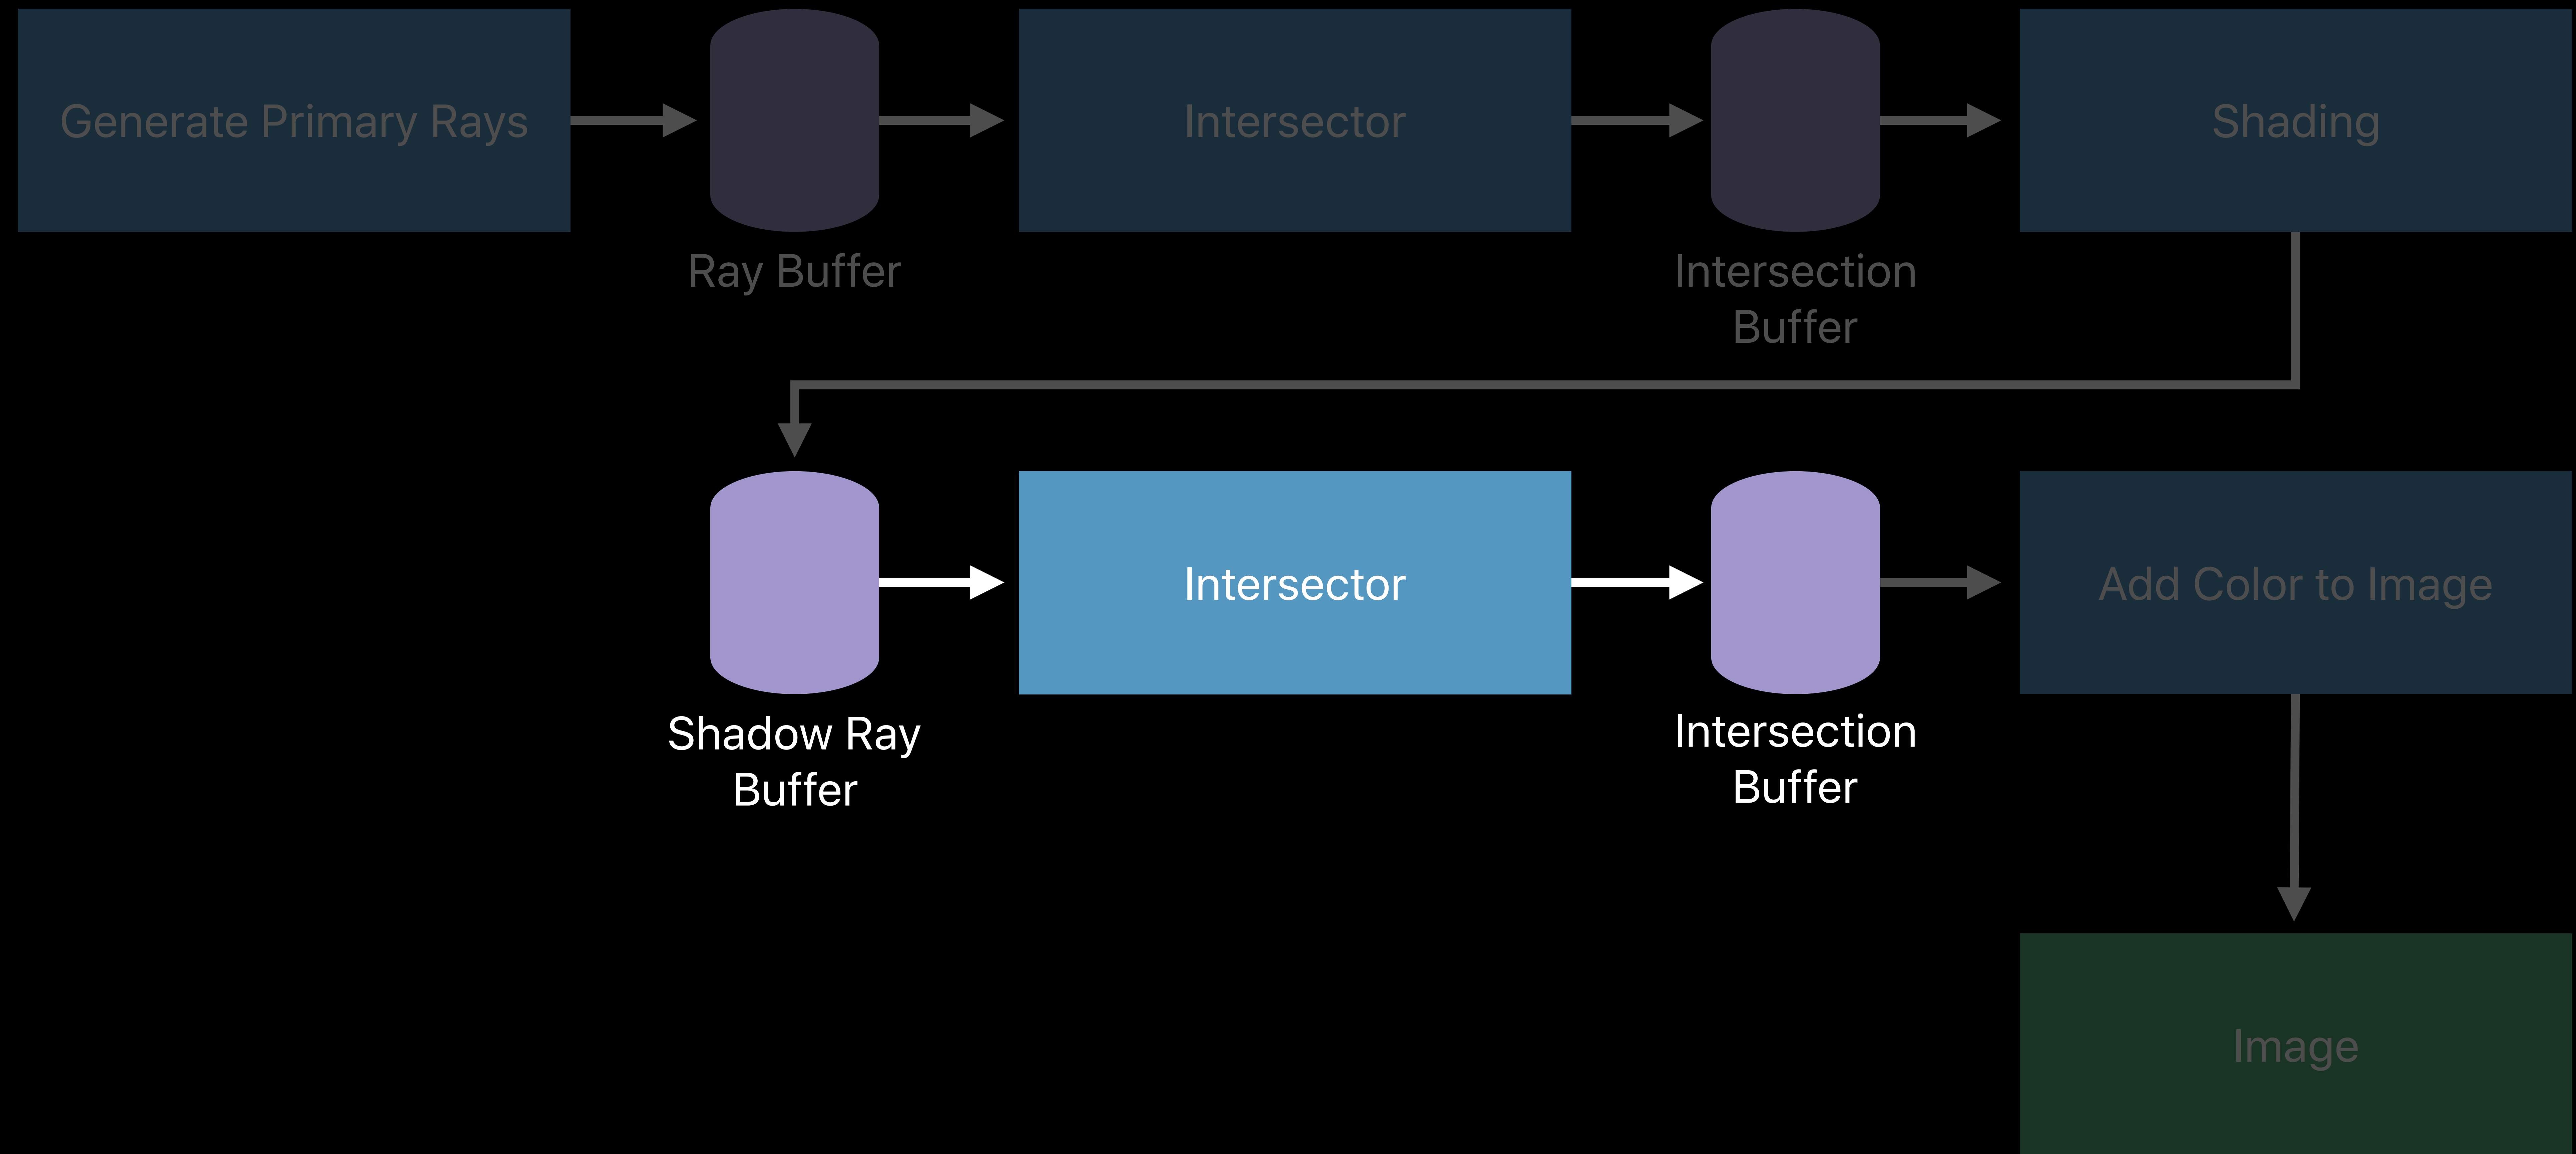 Generate Primary Rays
Intersector
Shading
Ray Buffer
Intersection
Buffer
Intersector
Add Color to Image
Shadow Ray
Buffer
Intersection
Buffer
Image